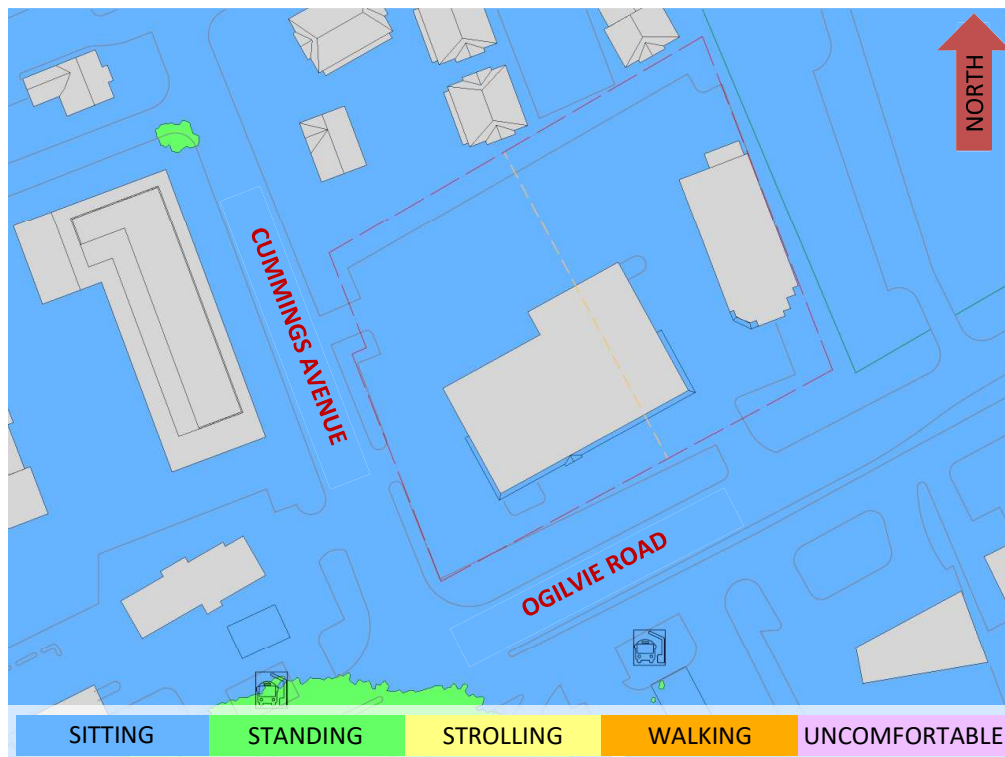 NORTH
CUMMINGS AVENUE
OGILVIE ROAD
SITTING
STANDING
STROLLING
WALKING
UNCOMFORTABLE